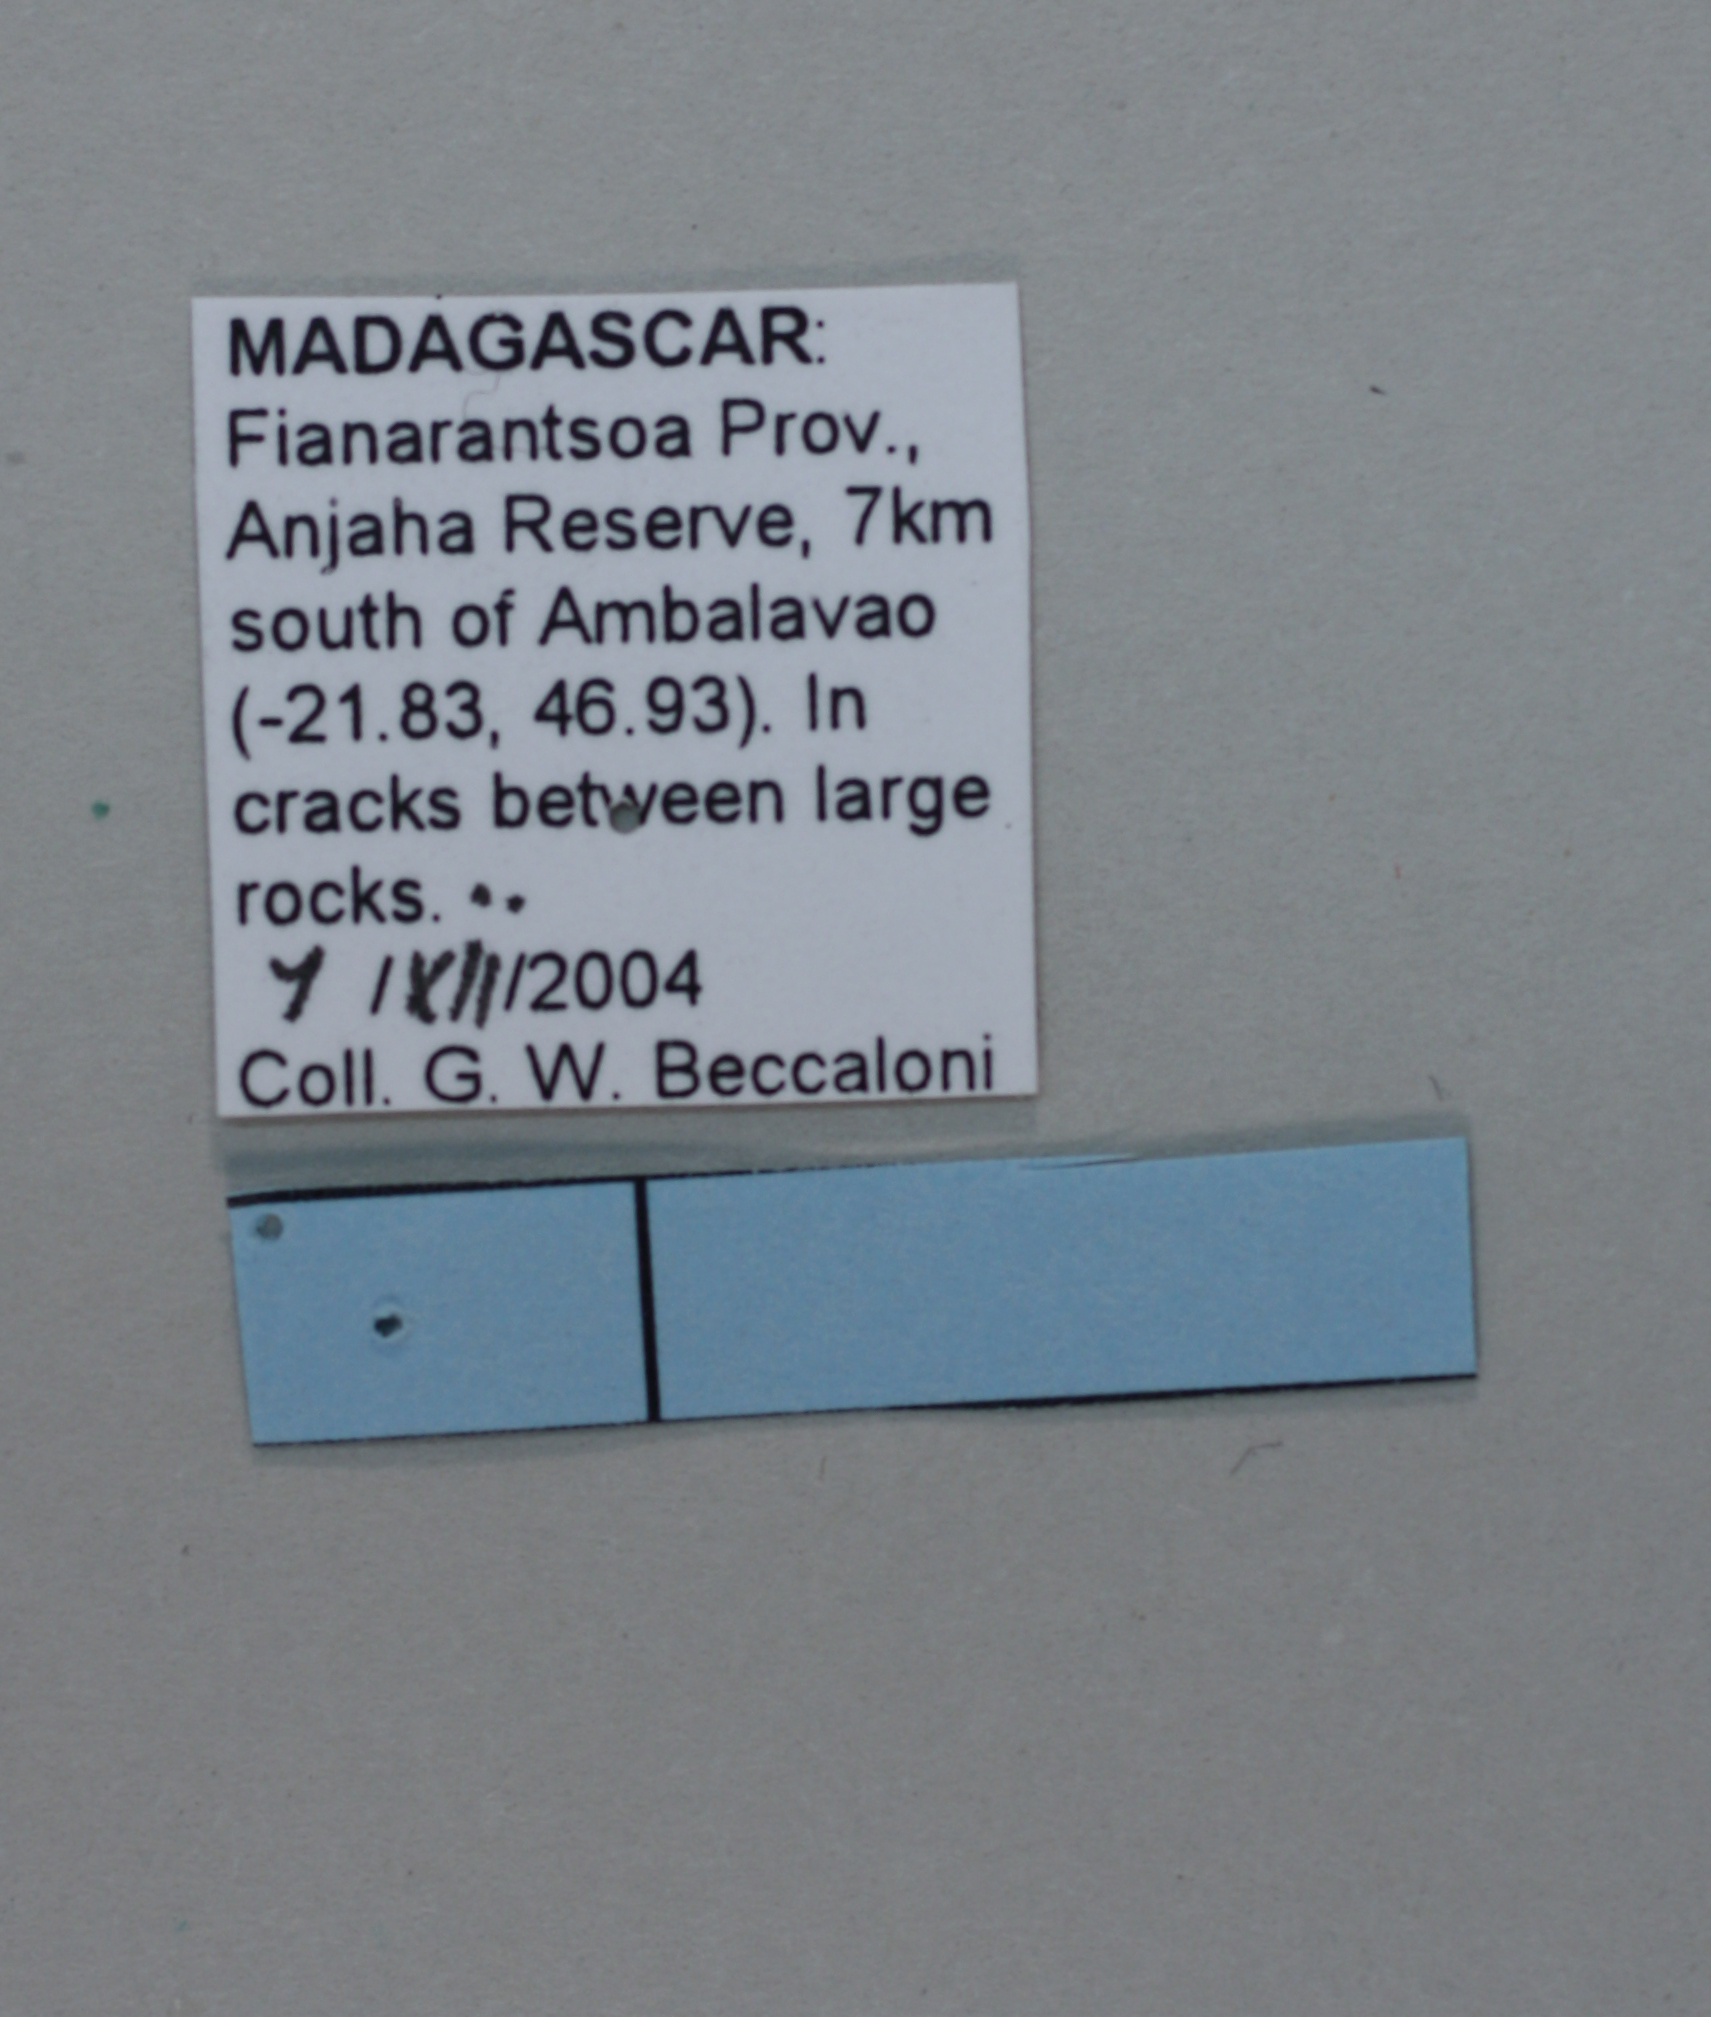 MADAGASCAR:
Fianarantsoa Prov.,
Anjaha Reserve, 7km
south of Ambalavao
(-21.83, 46.93). In
cracks between large
rocks.
/XII/2004
Coll. G. W. Beccaloni